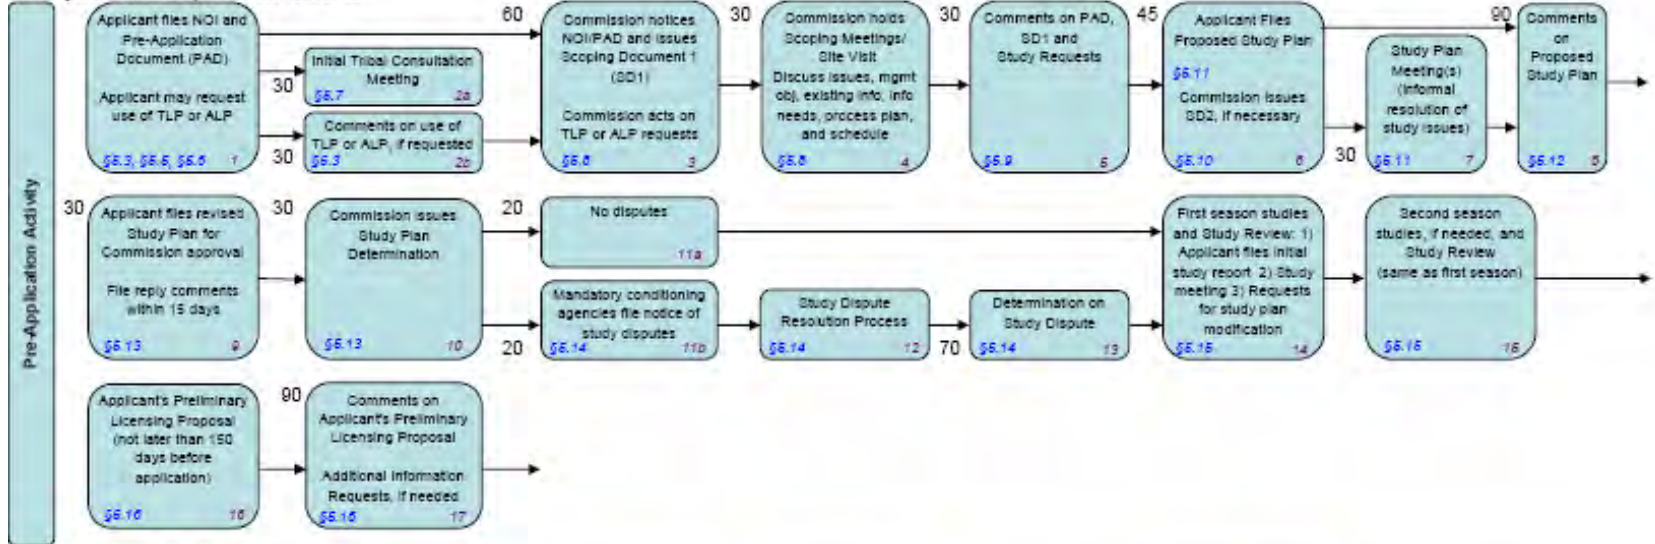 Pre-Application Activity
Applicant files NOI and
Pre-Application
Document (PAD)
Applicant may request
use of TLP or ALP
§5.3, §5.5, §5.6 1
30
Initial Tribal Consultation
Meeting
§5.7 2a
30
Comments on use of
TLP or ALP, if requested
§5.3 2b
60
Commission notices
NOI/PAD and issues
Scoping Document 1
(SD1)
Commission acts on
TLP or ALP requests
§5.8 3
30
Commission holds
Scoping Meetings/
Site Visit
Discuss issues, mgmt
obj, existing info, info
needs, process plan,
and schedule
§5.8 4
30
Comments on PAD,
SD1 and
Study Requests
§5.9 5
45
Applicant Files
Proposed Study Plan
§5.11
Commission issues
SD2, if necessary
§5.10 6
30
Study Plan
Meeting(s)
(informal
resolution of
study issues)
§5.11 7
90
Comments
on
Proposed
Study Plan
§5.12 8
30
Applicant files revised
Study Plan for
Commission approval
File reply comments
within 15 days
§5.13 9
30
Commission issues
Study Plan
Determination
§5.13 10
20
No disputes
11a
20
Mandatory conditioning
agencies file notice of
study disputes
§5.14 11b
Study Dispute
Resolution Process
§5.14 12
70
Determination on
Study Dispute
§5.14 13
First season studies
and Study Review: 1)
Applicant files initial
study report 2) Study
meeting 3) Requests
for study plan
modification
§5.15 14
Second season
studies, if needed, and
Study Review
(same as first season)
§5.15 15
Applicant's Preliminary
Licensing Proposal
(not later than 150
days before
application)
§5.16 16
90
Comments on
Applicant's Preliminary
Licensing Proposal
Additional Information
Requests, if needed
§5.16 17